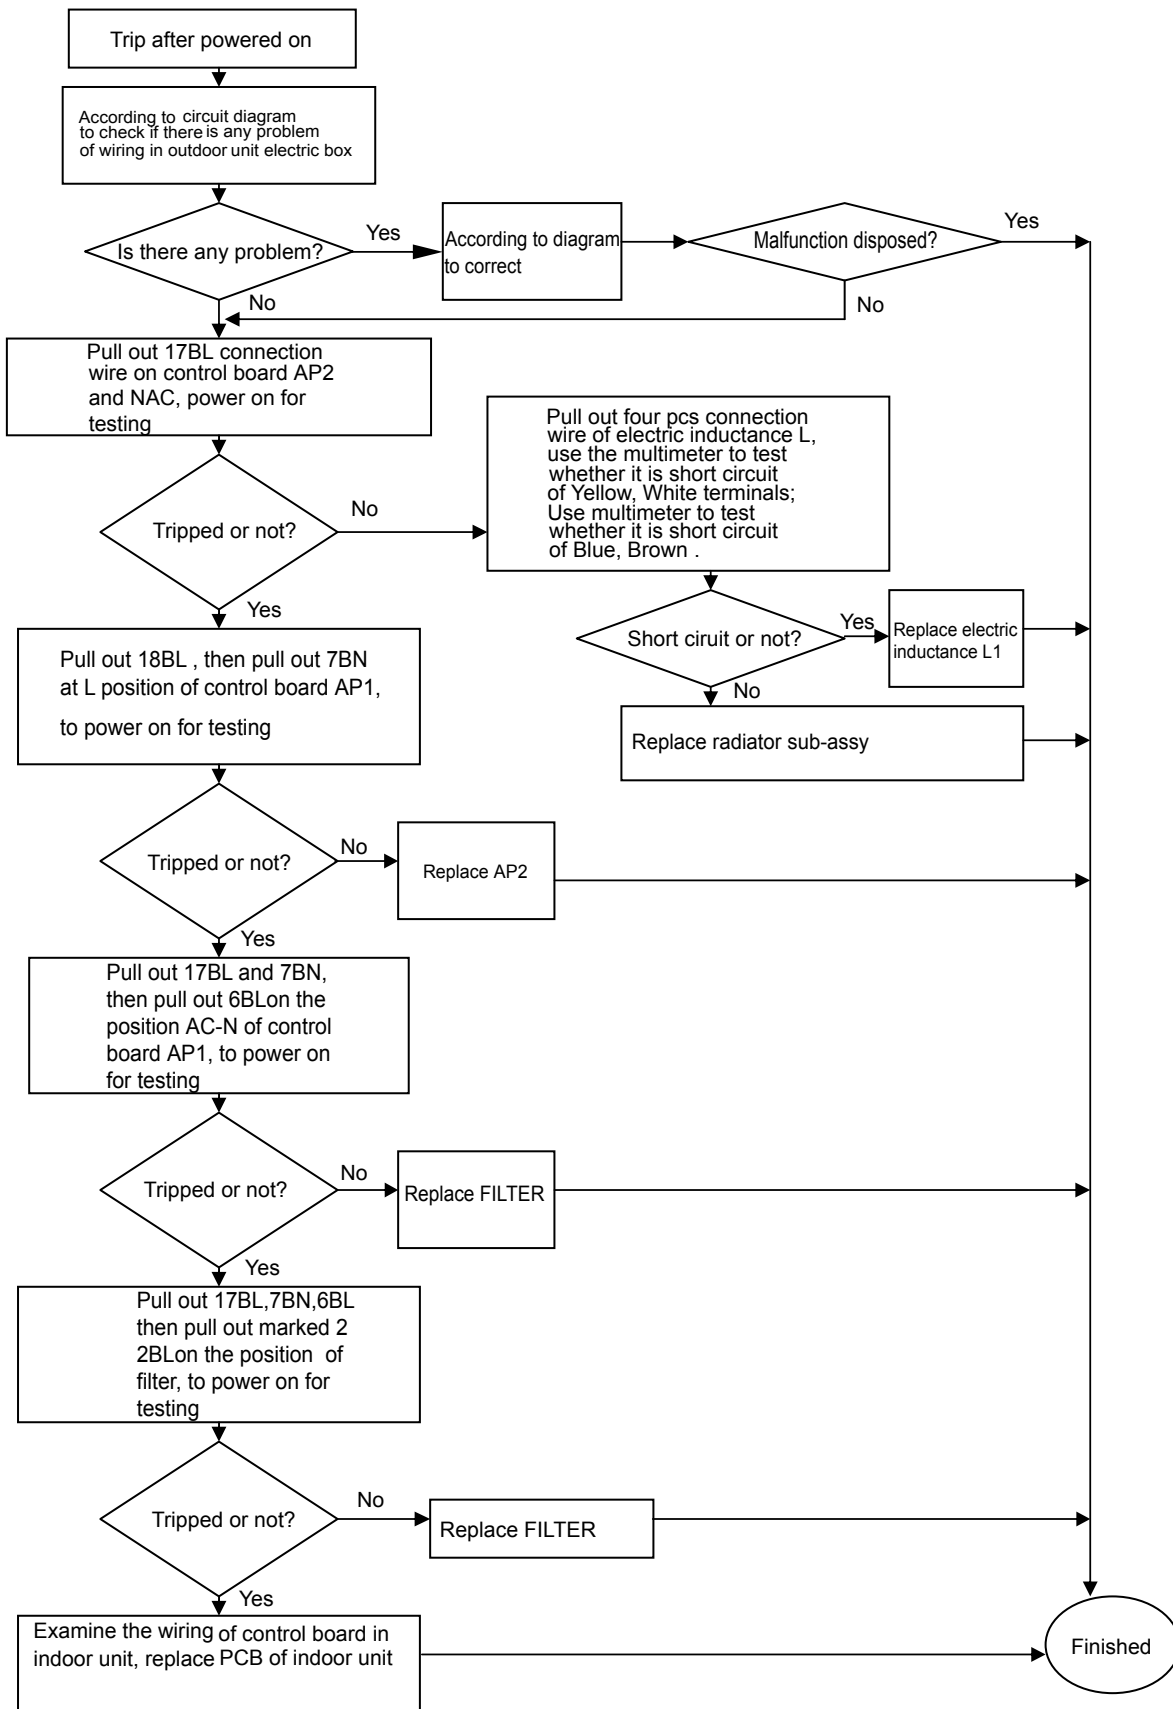 Trip after powered on
According to circuit diagram
to check if there is any problem
of wiring in outdoor unit electric box
Is there any problem?
Yes
According to diagram
to correct
Malfunction disposed?
Yes
No
No
Pull out 17BL connection
wire on control board AP2
and NAC, power on for
testing
Pull out four pcs connection
wire of electric inductance L,
use the multimeter to test
whether it is short circuit
of Yellow, White terminals;
Use multimeter to test
whether it is short circuit
of Blue, Brown .
Tripped or not?
No
Yes
Short ciruit or not?
Yes
Replace electric
inductance L1
No
Replace radiator sub-assy
Pull out 18BL , then pull out 7BN
at L position of control board AP1,
to power on for testing
Tripped or not?
No
Replace AP2
Yes
Pull out 17BL and 7BN,
then pull out 6BLon the
position AC-N of control
board AP1, to power on
for testing
Tripped or not?
No
Replace FILTER
Yes
Pull out 17BL,7BN,6BL
then pull out marked 2
2BLon the position of
filter, to power on for
testing
Tripped or not?
No
Replace FILTER
Yes
Examine the wiring of control board in
indoor unit, replace PCB of indoor unit
Finished